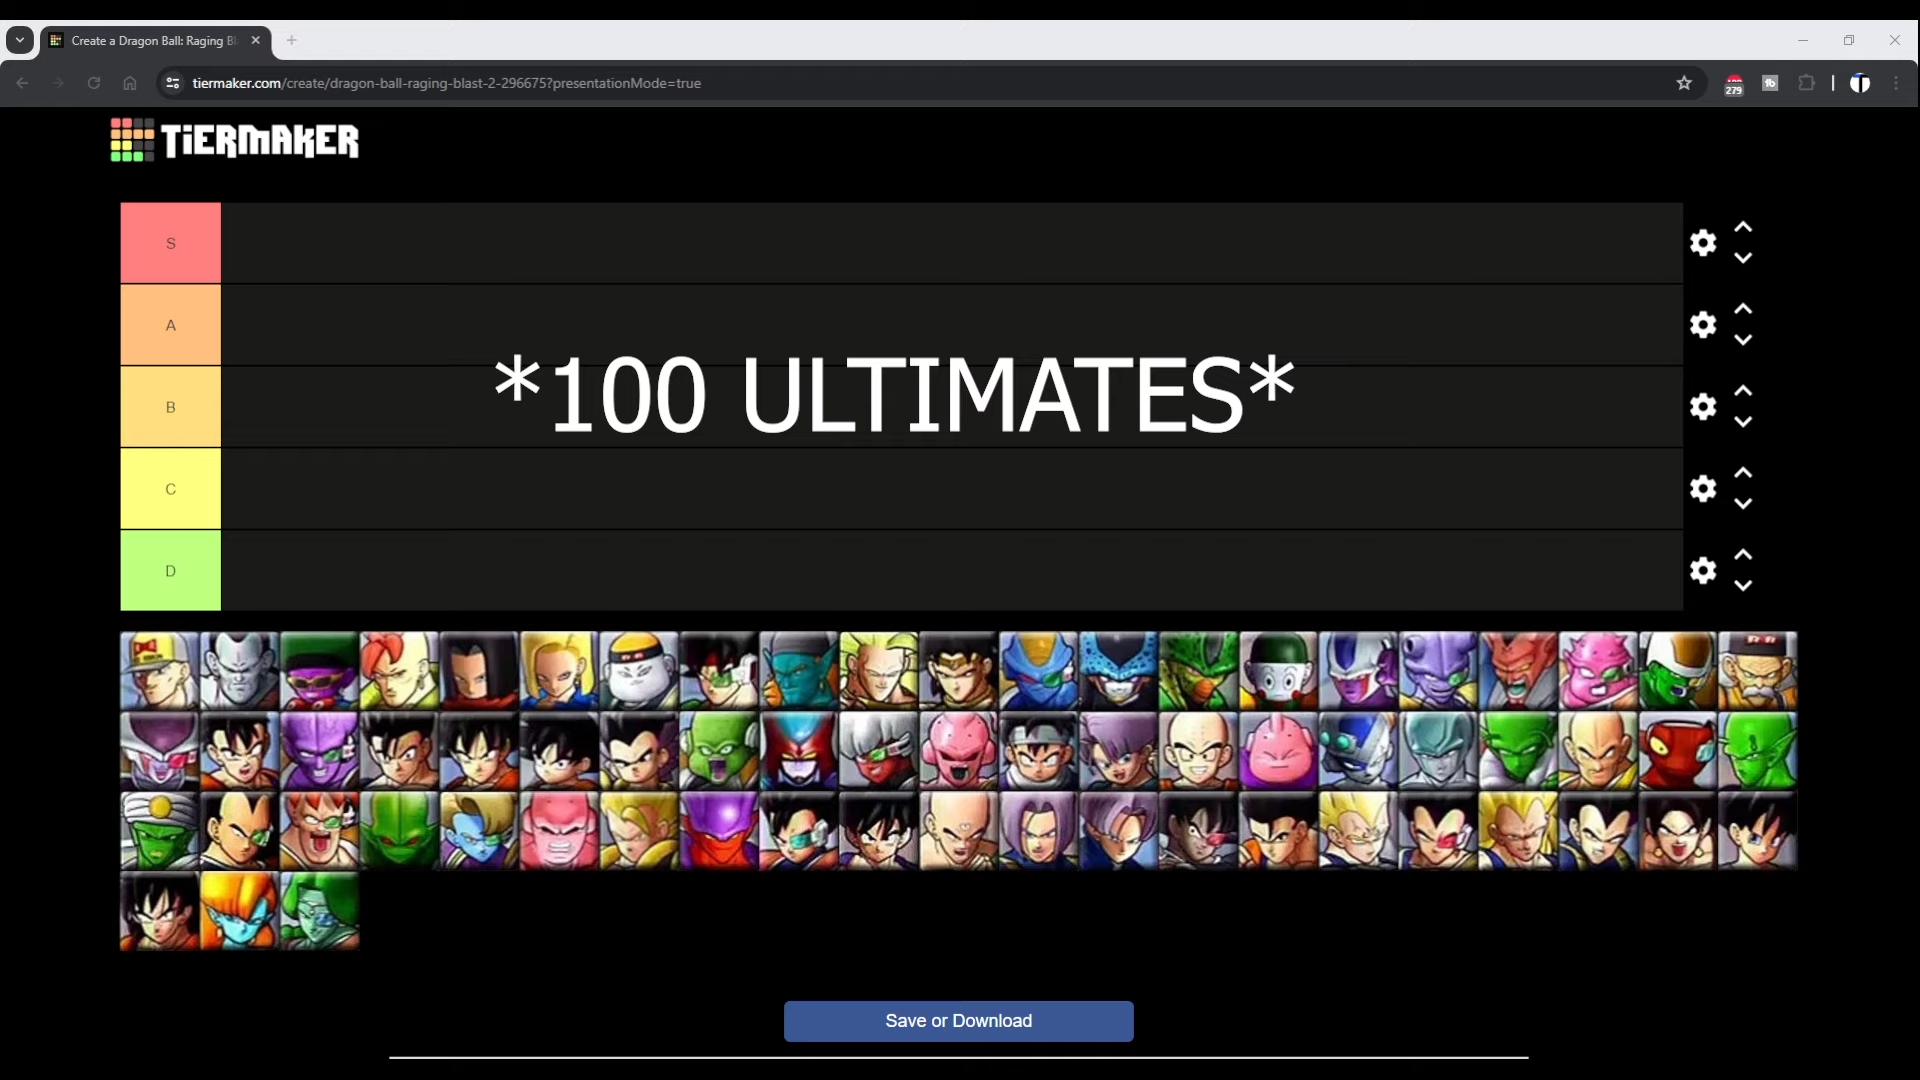 Create a Dragon Ball: Raging Bl
tiermaker.com/create/dragon-ball-raging-blast-2-296675?presentationMode=true
279
TiERMAKER
S
A
*100 ULTIMATES*
B
C
D
Save or Download